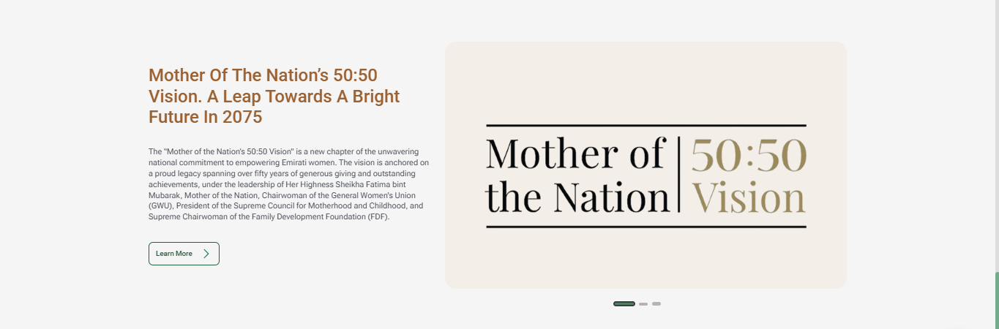 Mother Of The Nation’s 50:50
Vision. A Leap Towards A Bright
Future In 2075
The "Mother of the Nation's 50:50 Vision" is a new chapter of the unwavering
national commitment to empowering Emirati women. The vision is anchored on
a proud legacy spanning over fifty years of generous giving and outstanding
achievements, under the leadership of Her Highness Sheikha Fatima bint
Mubarak, Mother of the Nation, Chairwoman of the General Women's Union
(GWU), President of the Supreme Council for Motherhood and Childhood, and
Supreme Chairwoman of the Family Development Foundation (FDF).
Learn More
Mother of
the Nation
50:50
Vision